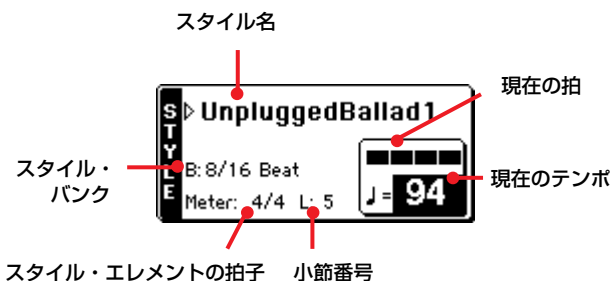 スタイル名
現在の拍
STYLE
UnpluggedBallad1
スタイル・
バンク
B:8/16 Beat
Meter: 4/4 L: 5
♩= 94
現在のテンポ
スタイル・エレメントの拍子
小節番号